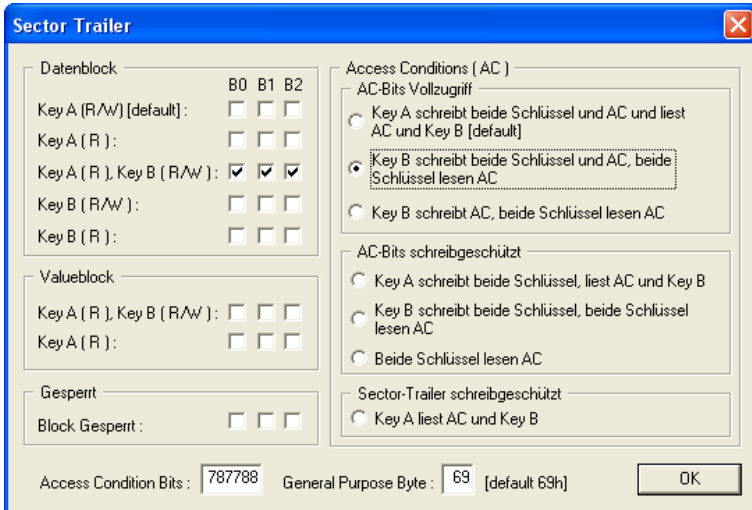 Sector Trailer
Datenblock
B0 B1 B2
Key A (R/W) [default] :
Key A ( R ) :
Key A ( R ), Key B ( R/W ) :
Key B ( R/W ) :
Key B ( R ) :
Valueblock
Key A ( R ), Key B ( R/W ) :
Key A ( R ) :
Gesperrt
Block Gesperrt :
Access Conditions ( AC )
AC-Bits Vollzugriff
Key A schreibt beide Schlüssel und AC und liest
AC und Key B [default]
Key B schreibt beide Schlüssel und AC, beide
Schlüssel lesen AC
Key B schreibt AC, beide Schlüssel lesen AC
AC-Bits schreibgeschützt
Key A schreibt beide Schlüssel, liest AC und Key B
Key B schreibt beide Schlüssel, beide Schlüssel
lesen AC
Beide Schlüssel lesen AC
Sector-Trailer schreibgeschützt
Key A liest AC und Key B
Access Condition Bits : 787788 General Purpose Byte : 69 [default 69h] OK